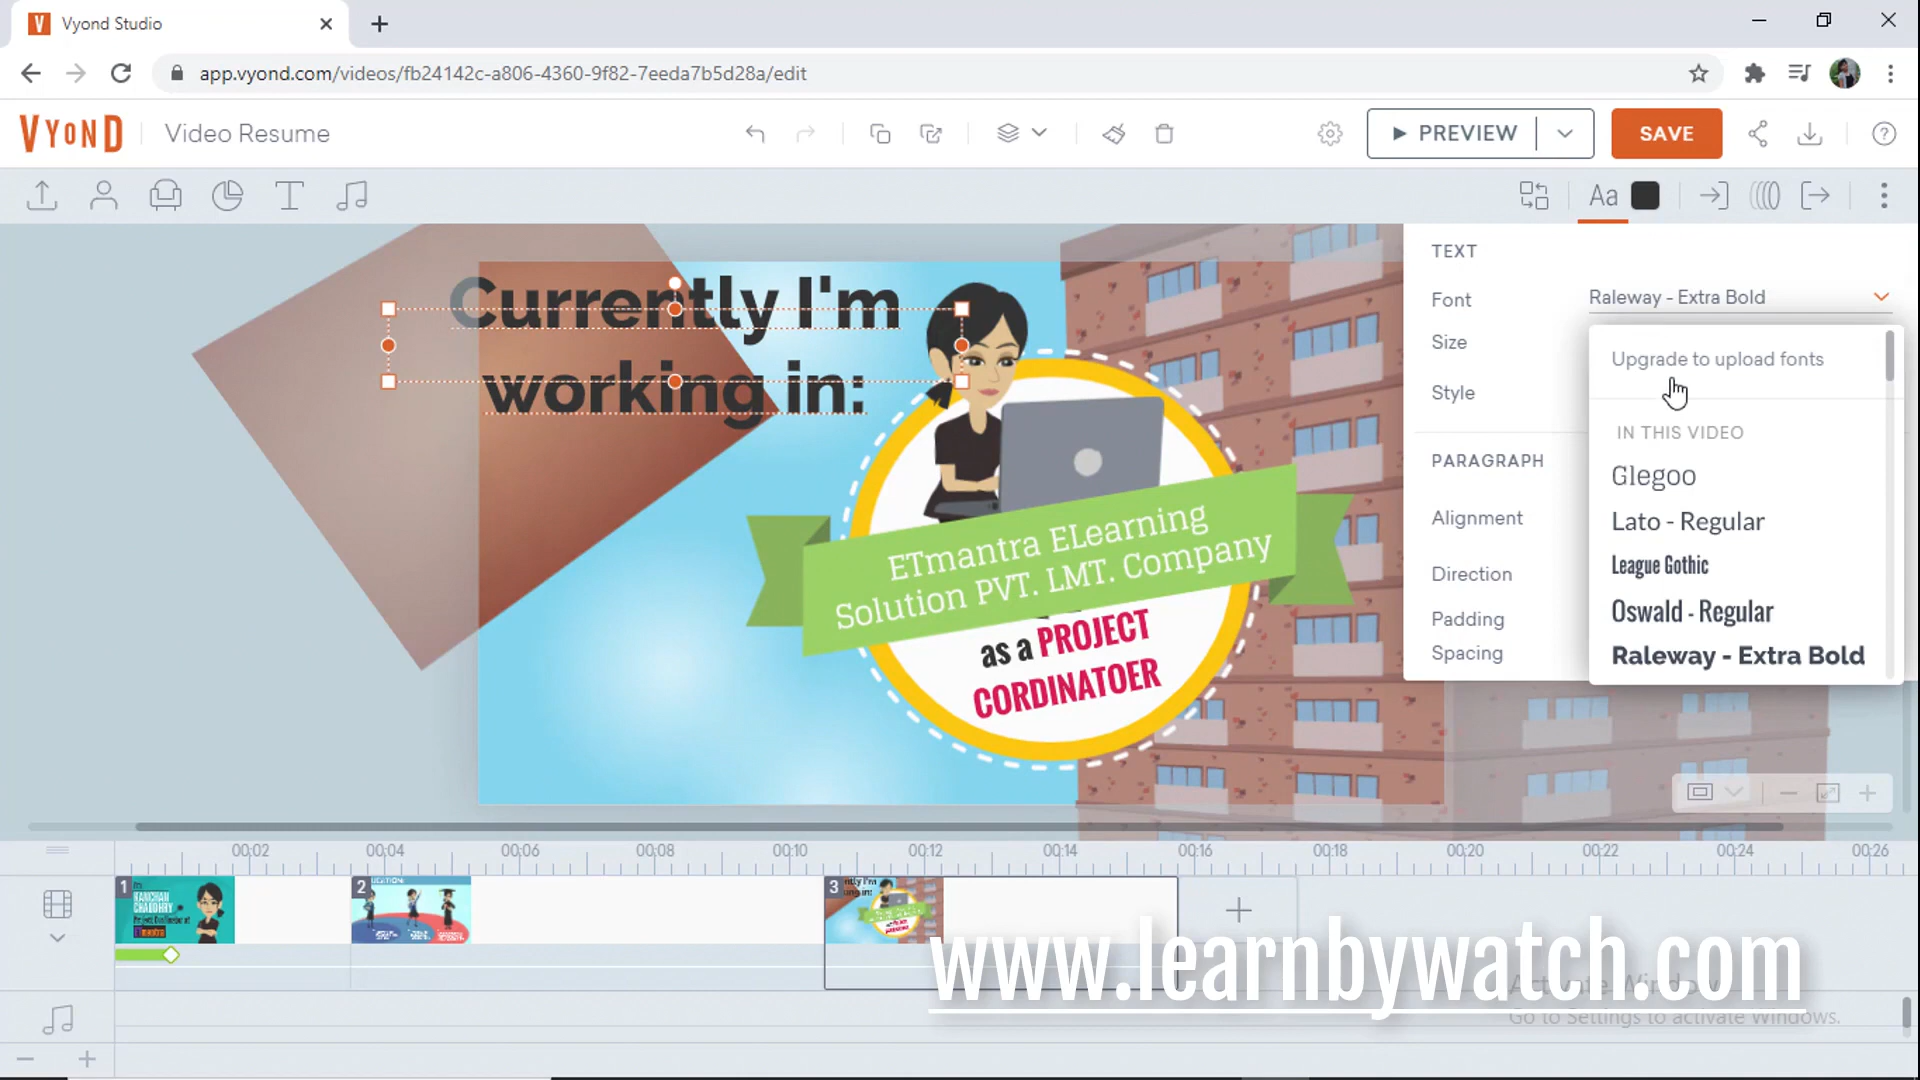 Vyond Studio
app.vyond.com/videos/fb24142c-a806-4360-9f82-7eeda7b5d28a/edit
VYOND
Video Resume
PREVIEW
SAVE
Aa
Currently I'm
working in:
ETmantra ELearning
Solution PVT. LMT. Company
as a PROJECT
CORDINATOER
TEXT
Font
Raleway - Extra Bold
Size
Style
PARAGRAPH
Alignment
Direction
Padding
Spacing
Upgrade to upload fonts
IN THIS VIDEO
Glegoo
Lato - Regular
League Gothic
Oswald - Regular
Raleway - Extra Bold
00:02 00:04 00:06 00:08 00:10 00:12 00:14 00:16 00:18 00:20 00:22 00:24 00:26
1
KANCHAN
CHAUDHRY
2
3
www.learnbywatch.com
Activate Windows
Go to Settings to activate Windows.